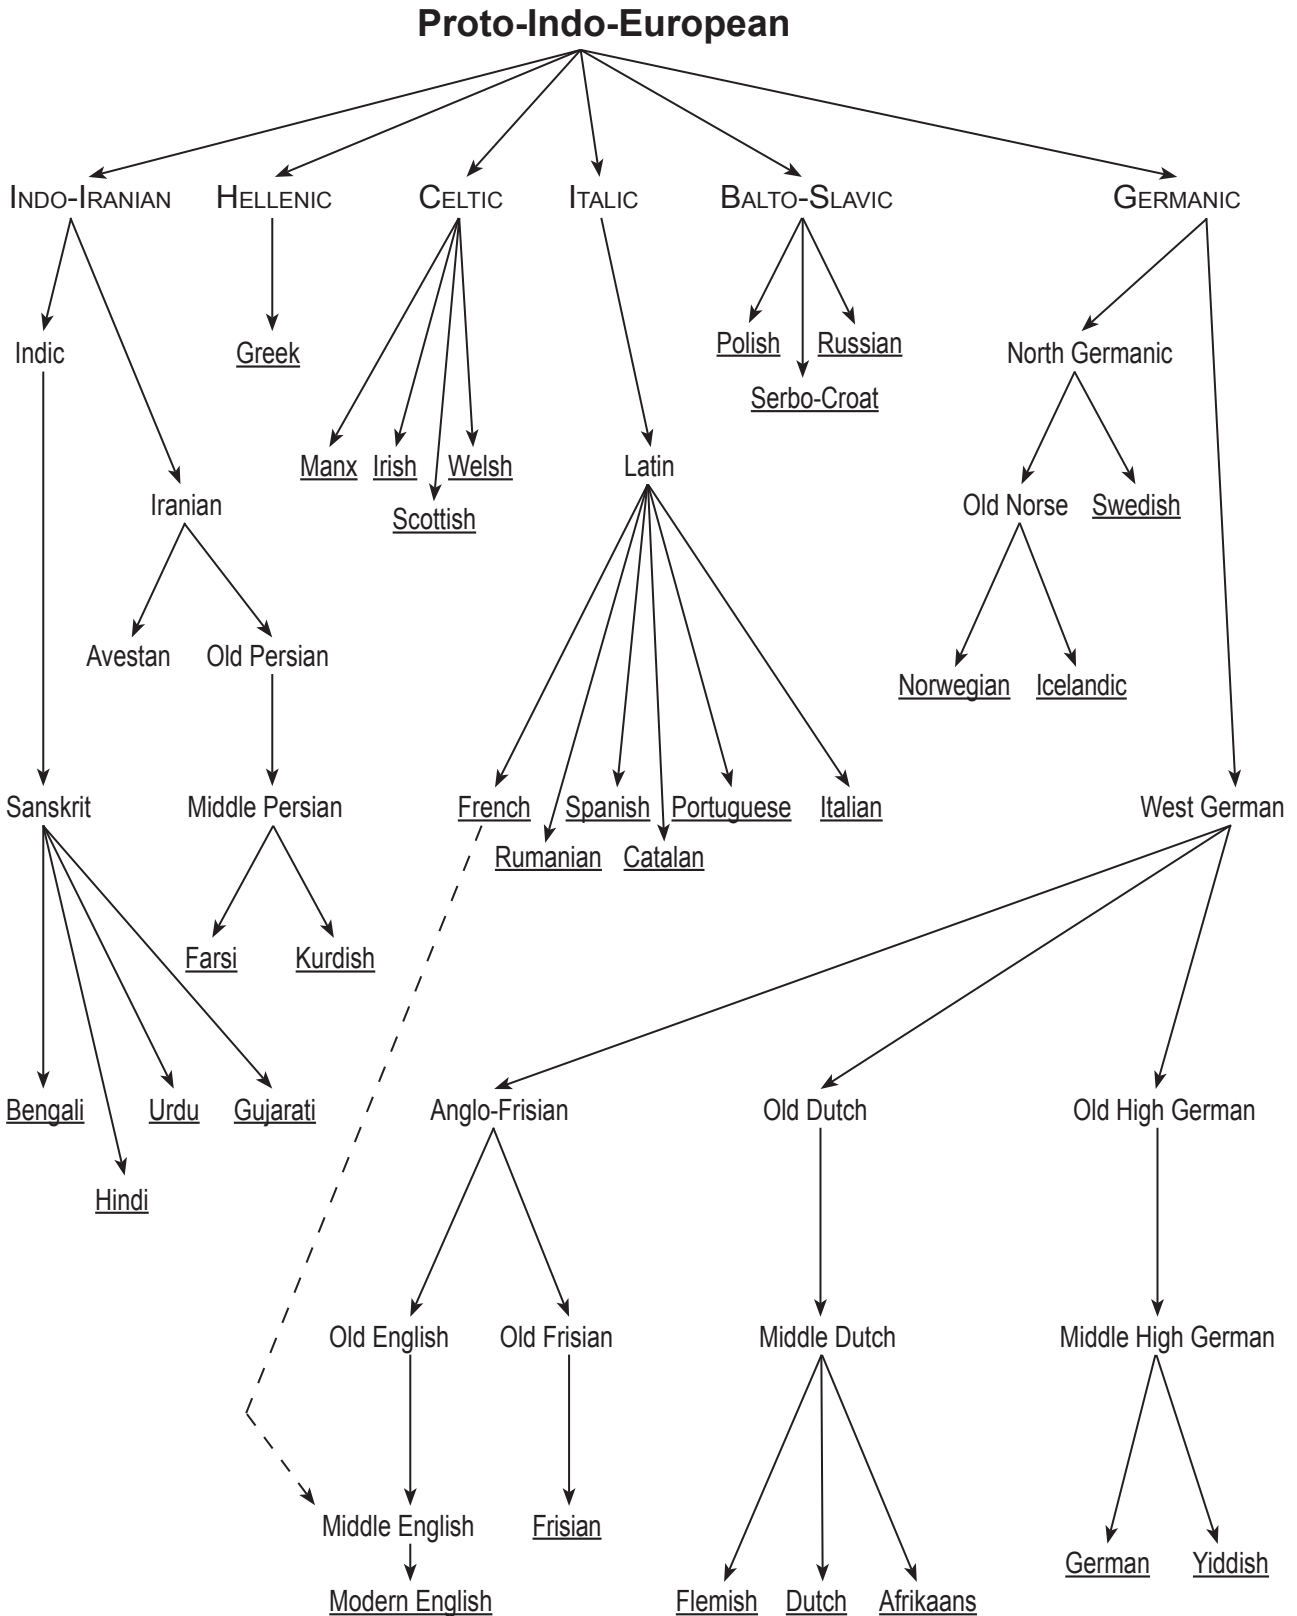 Proto-Indo-European
INDO-IRANIAN HELLENIC CELTIC ITALIC BALTO-SLAVIC GERMANIC
Polish Russian
Indic Greek North Germanic
Serbo-Croat
Manx Irish Welsh Latin
Iranian Old Norse Swedish
Scottish
Avestan Old Persian
Norwegian Icelandic
Sanskrit Middle Persian French Spanish Portuguese Italian West German
Rumanian Catalan
Farsi Kurdish
Bengali Urdu Gujarati Anglo-Frisian Old Dutch Old High German
Hindi
Old English Old Frisian Middle Dutch Middle High German
Middle English Frisian
German Yiddish
Modern English Flemish Dutch Afrikaans